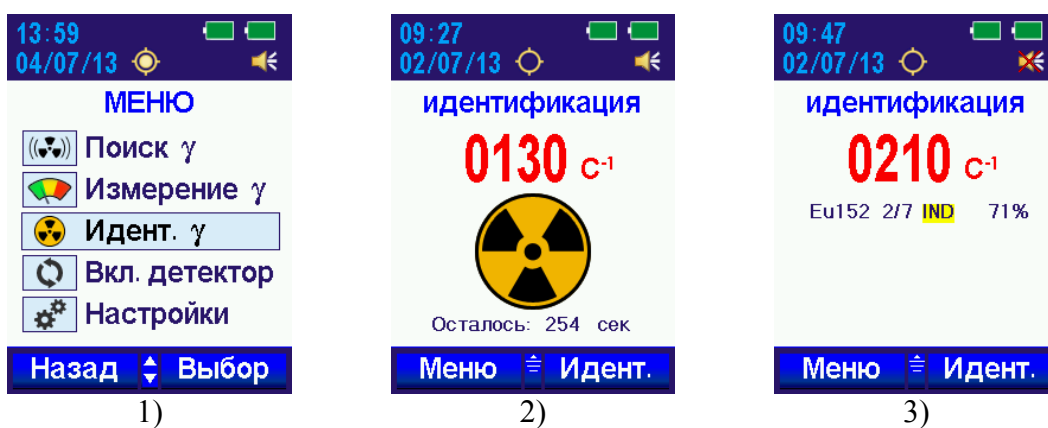 13:59
04/07/13
МЕНЮ
Поиск γ
Измерение γ
Идент. γ
Вкл. детектор
Настройки
Назад Выбор
1)
09:27
02/07/13
идентификация
0130 С-1
Осталось: 254 сек
Меню Идент.
2)
09:47
02/07/13
идентификация
0210 С-1
Eu152 2/7 IND 71%
Меню Идент.
3)